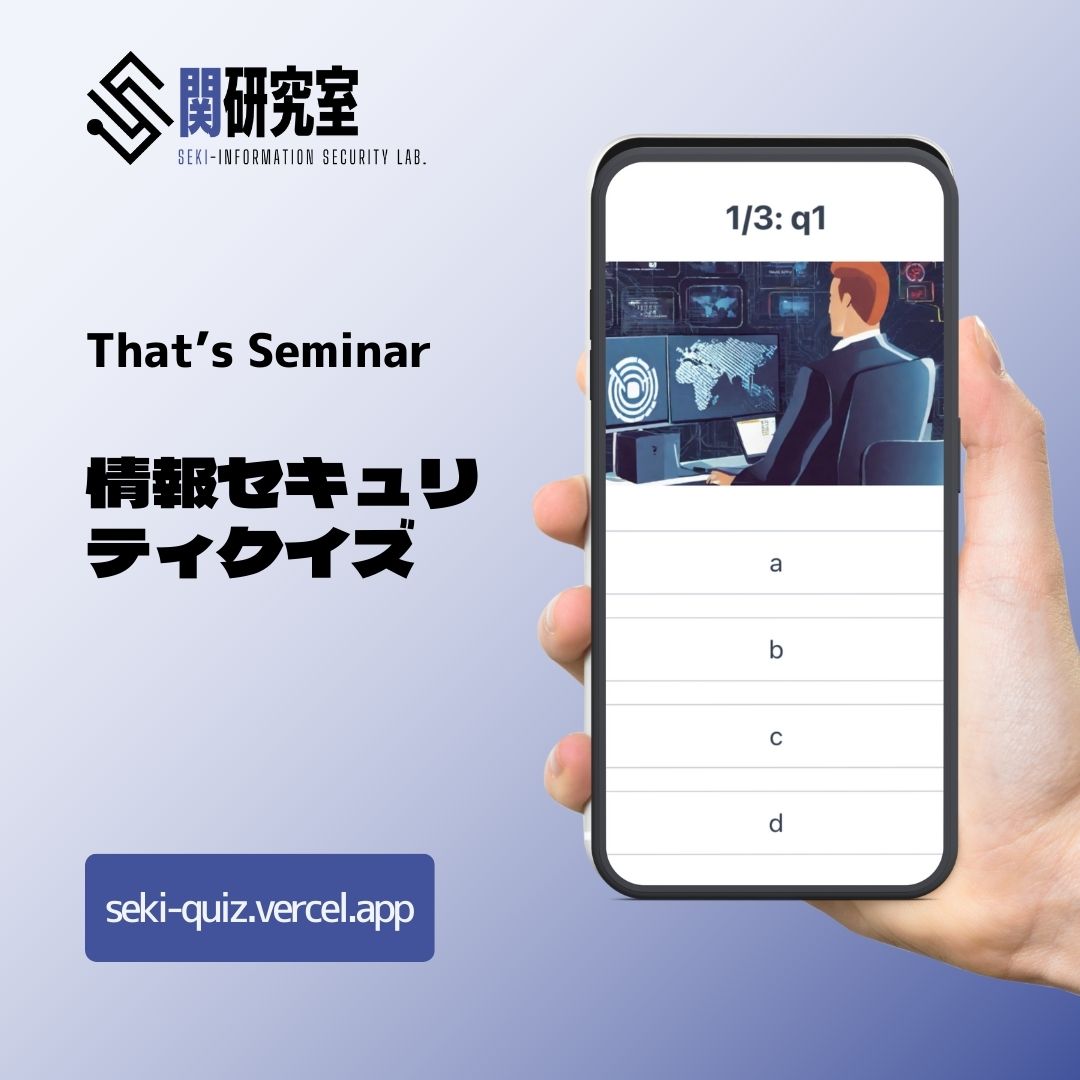 関研究室
SEKI-INFORMATION SECURITY LAB.
That’s Seminar
情報セキュリ
ティクイズ
seki-quiz.vercel.app
1/3: q1
a
b
c
d